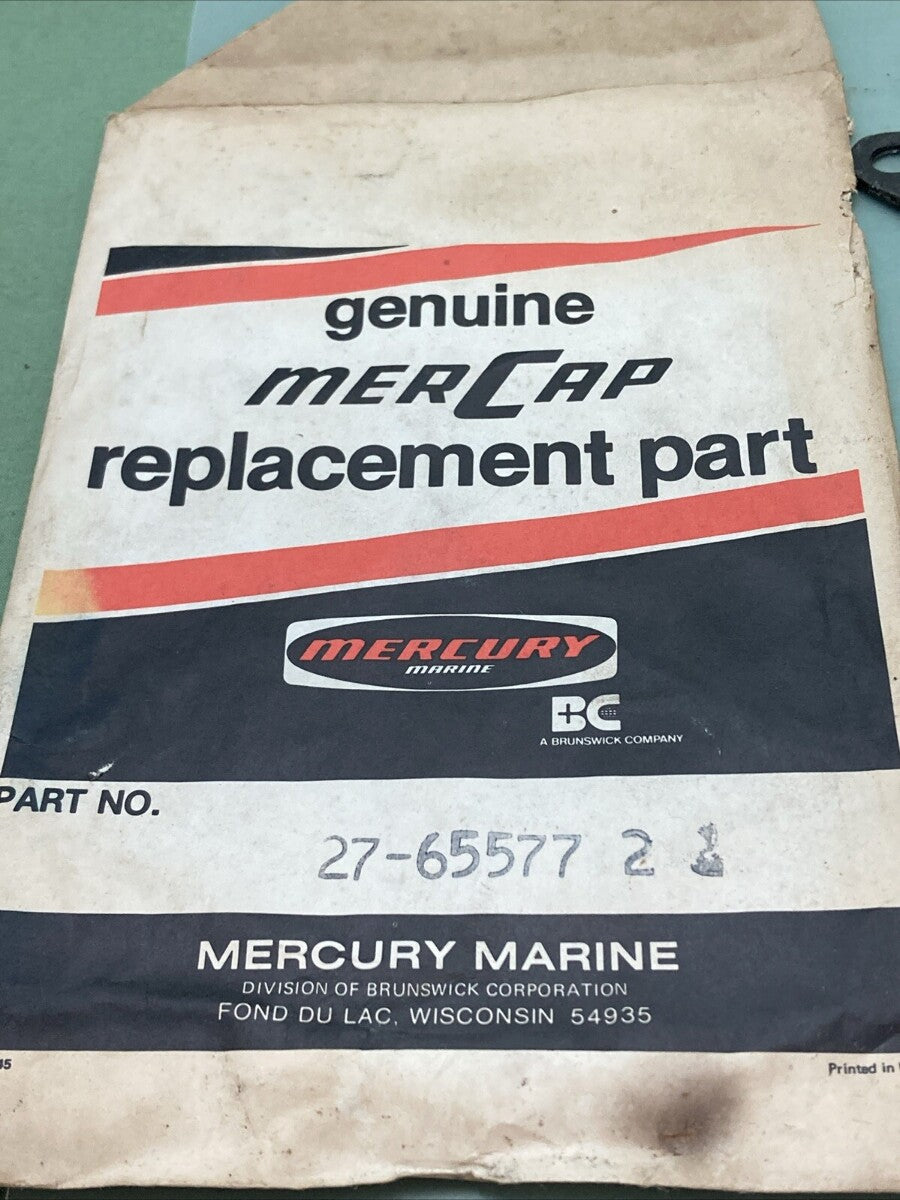 genuine
MERCAP
replacement part
MERCURY
MARINE
BC
A BRUNSWICK COMPANY
PART NO.
27-65577 2
MERCURY MARINE
DIVISION OF BRUNSWICK CORPORATION
FOND DU LAC, WISCONSIN 54935
Printed in